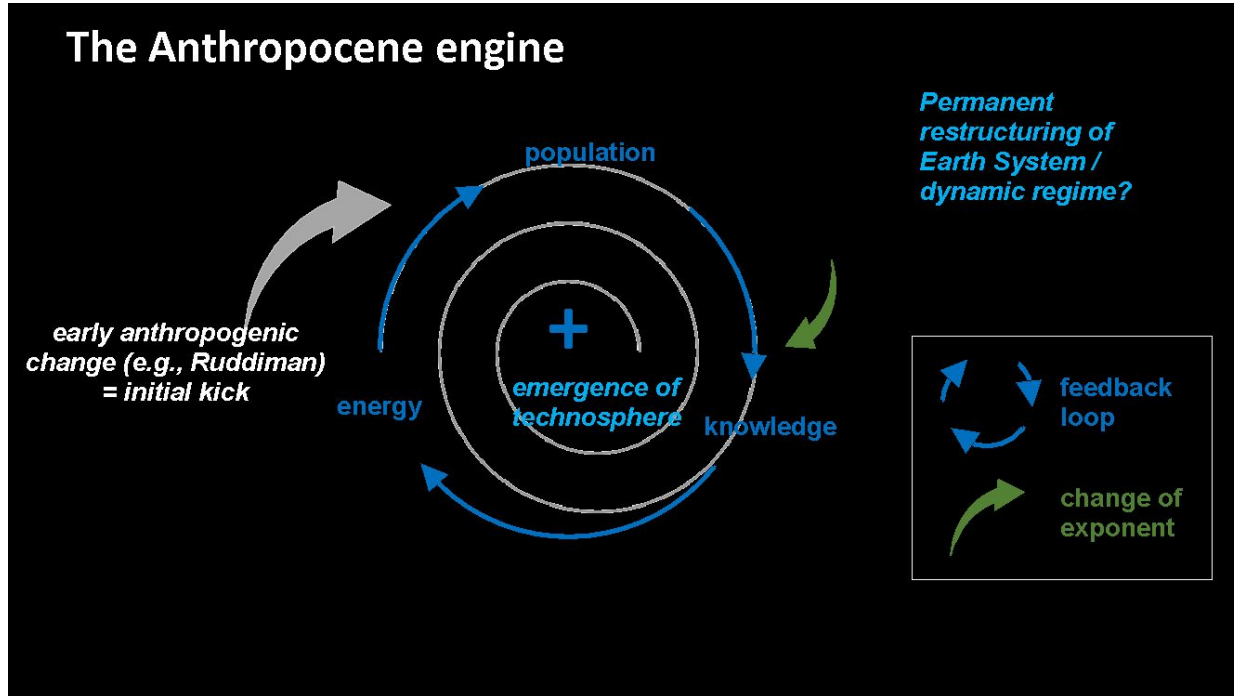 The Anthropocene engine
Permanent
restructuring of
Earth System /
dynamic regime?
population
early anthropogenic
change (e.g., Ruddiman)
= initial kick
+
emergence of
technosphere
energy
knowledge
feedback
loop
change of
exponent